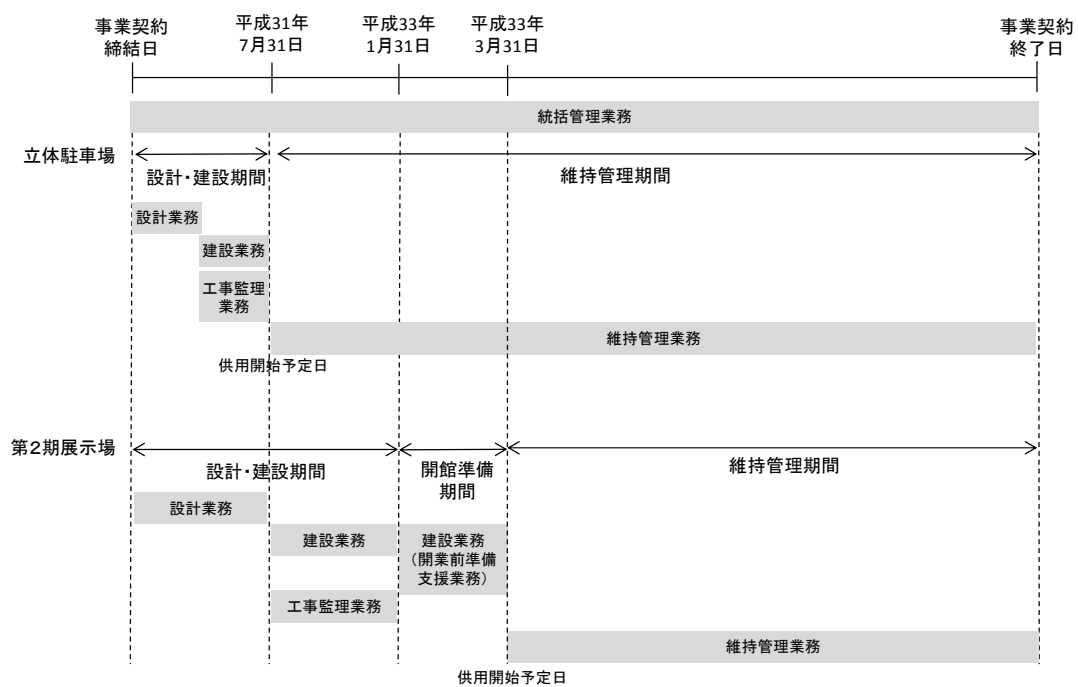 事業契約
締結日
平成31年
7月31日
平成33年
1月31日
平成33年
3月31日
事業契約
終了日
統括管理業務
立体駐車場
設計・建設期間
維持管理期間
設計業務
建設業務
工事監理
業務
維持管理業務
供用開始予定日
第2期展示場
設計・建設期間
開館準備
期間
維持管理期間
設計業務
建設業務
建設業務
（開業前準備
支援業務）
工事監理業務
維持管理業務
供用開始予定日